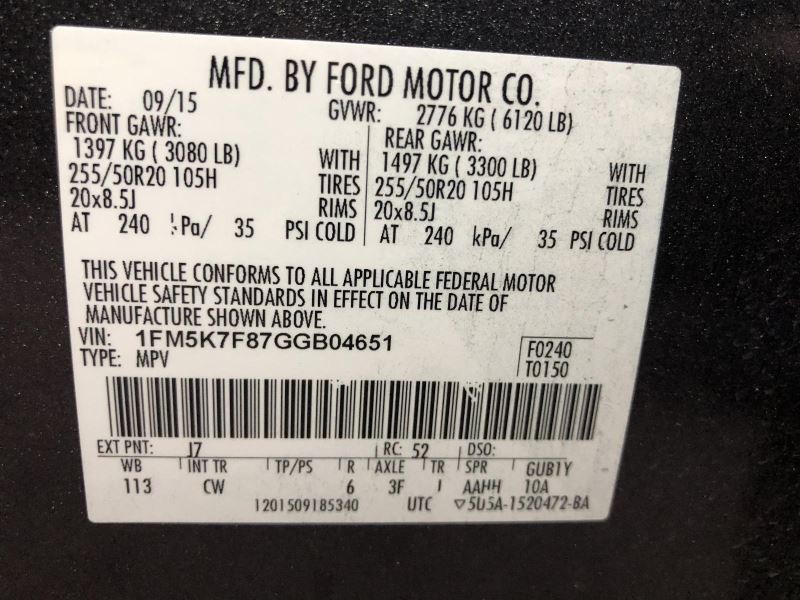 MFD. BY FORD MOTOR CO.
DATE: 09/15 GVWR: 2776 KG ( 6120 LB)
FRONT GAWR: REAR GAWR:
1397 KG ( 3080 LB) WITH 1497 KG ( 3300 LB) WITH
255/50R20 105H TIRES 255/50R20 105H TIRES
20x8.5J RIMS 20x8.5J RIMS
AT 240 kPa/ 35 PSI COLD AT 240 kPa/ 35 PSI COLD
THIS VEHICLE CONFORMS TO ALL APPLICABLE FEDERAL MOTOR
VEHICLE SAFETY STANDARDS IN EFFECT ON THE DATE OF
MANUFACTURE SHOWN ABOVE.
VIN: 1FM5K7F87GGB04651 F0240
TYPE: MPV T0150
EXT PNT: J7 RC: 52 DSO:
WB INT TR TP/PS R AXLE TR SPR GUB1Y
113 CW 6 3F J AAHH 10A
1201509185340 UTC ▽5U5A-1520472-BA